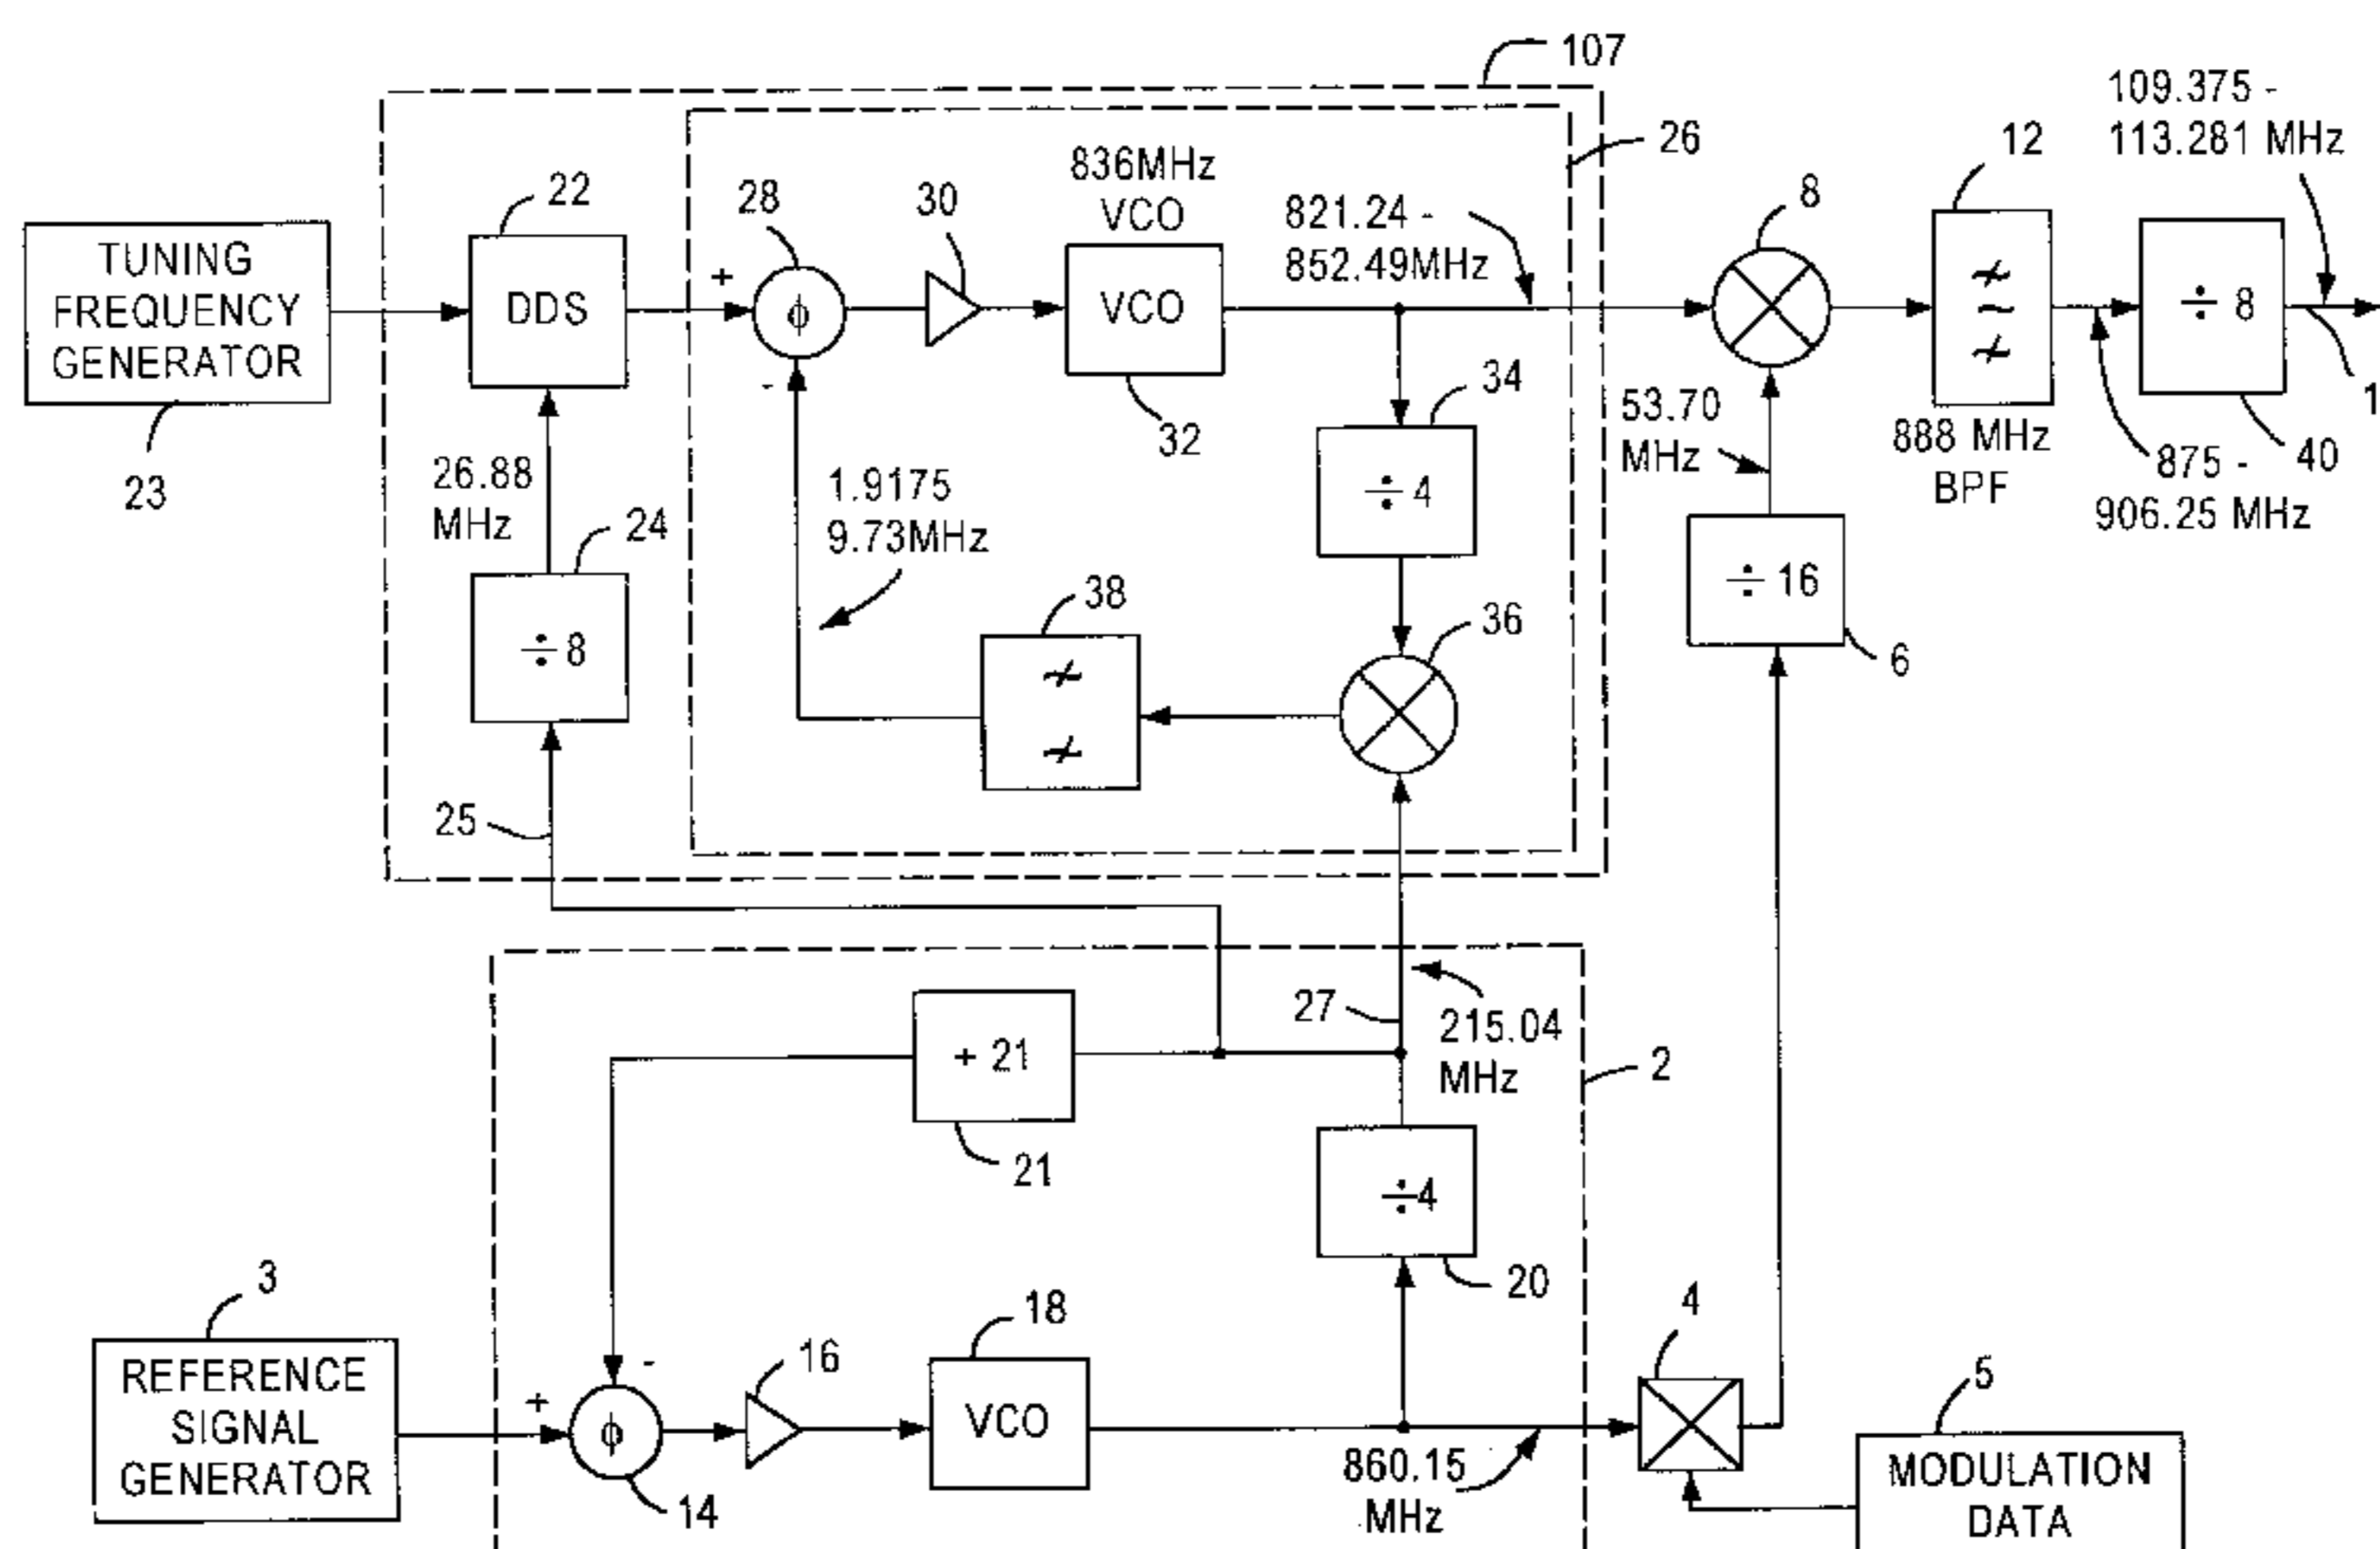 107
109.375 -
113.281 MHz
26
12
836MHz
VCO
821.24 -
852.49MHz
8
22
28
30
TUNING
FREQUENCY
GENERATOR
DDS
+
ϕ
VCO
÷ 8
-
34
1
23
26.88
MHz
32
53.70
MHz
888 MHz
BPF
875 -
906.25 MHz
40
1.9175
9.73MHz
÷ 4
24
38
36
÷ 16
÷ 8
6
25
27
215.04
MHz
2
+ 21
21
÷4
3
18
20
4
5
REFERENCE
SIGNAL
GENERATOR
+
-
ϕ
16
VCO
14
860.15
MHz
MODULATION
DATA